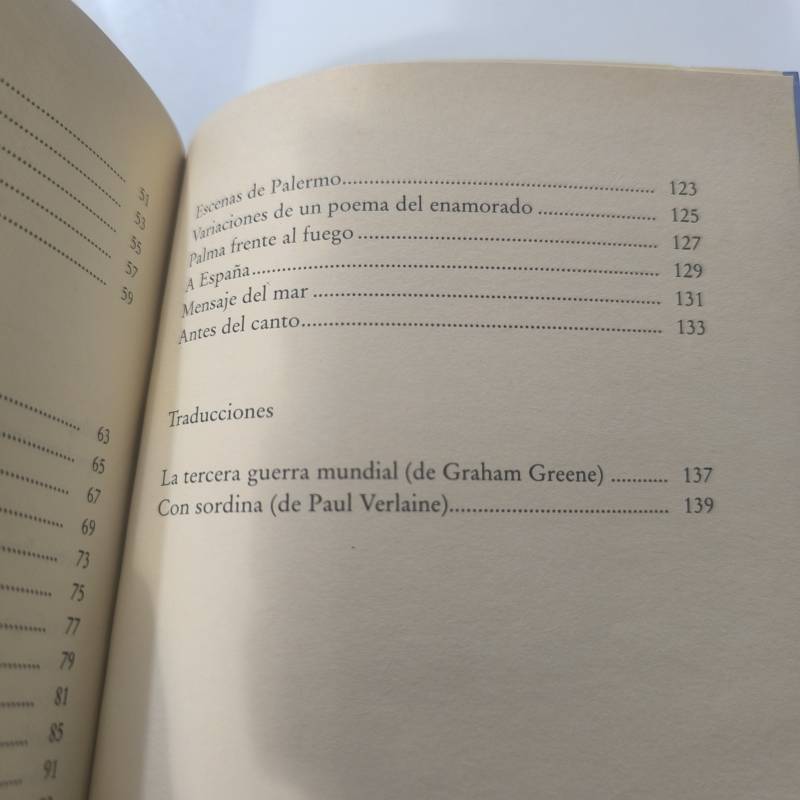 51
53
55
57
59
63
65
67
69
73
75
77
79
81
85
91
Escenas de Palermo.................... 123
Variaciones de un poema del enamorado .................... 125
Palma frente al fuego .................... 127
A España.................... 129
Mensaje del mar .................... 131
Antes del canto.................... 133
Traducciones
La tercera guerra mundial (de Graham Greene) ........... 137
Con sordina (de Paul Verlaine).................... 139